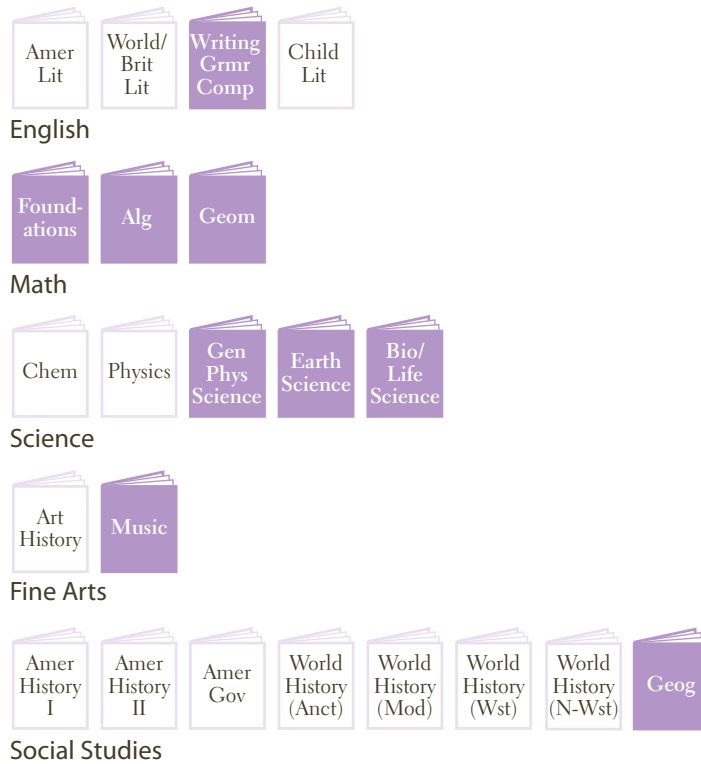 Amer
Lit
World/
Brit
Lit
Writing
Grmr
Comp
Child
Lit
English
Found-
ations
Alg
Geom
Math
Chem
Physics
Gen
Phys
Science
Earth
Science
Bio/
Life
Science
Science
Art
History
Music
Fine Arts
Amer
History
I
Amer
History
II
Amer
Gov
World
History
(Anct)
World
History
(Mod)
World
History
(Wst)
World
History
(N-Wst)
Geog
Social Studies